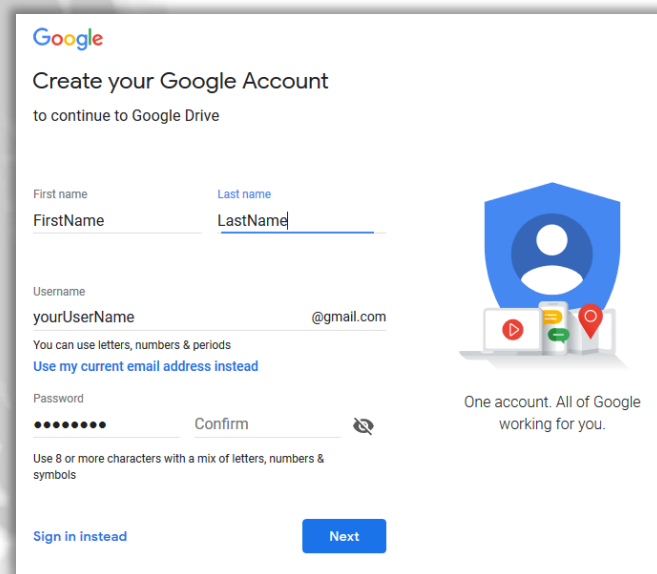 Google
Create your Google Account
to continue to Google Drive
First name
Last name
FirstName
LastName
Username
yourUserName
@gmail.com
You can use letters, numbers & periods
Use my current email address instead
Password
••••••••
Confirm
Use 8 or more characters with a mix of letters, numbers &
symbols
Sign in instead
Next
One account. All of Google
working for you.